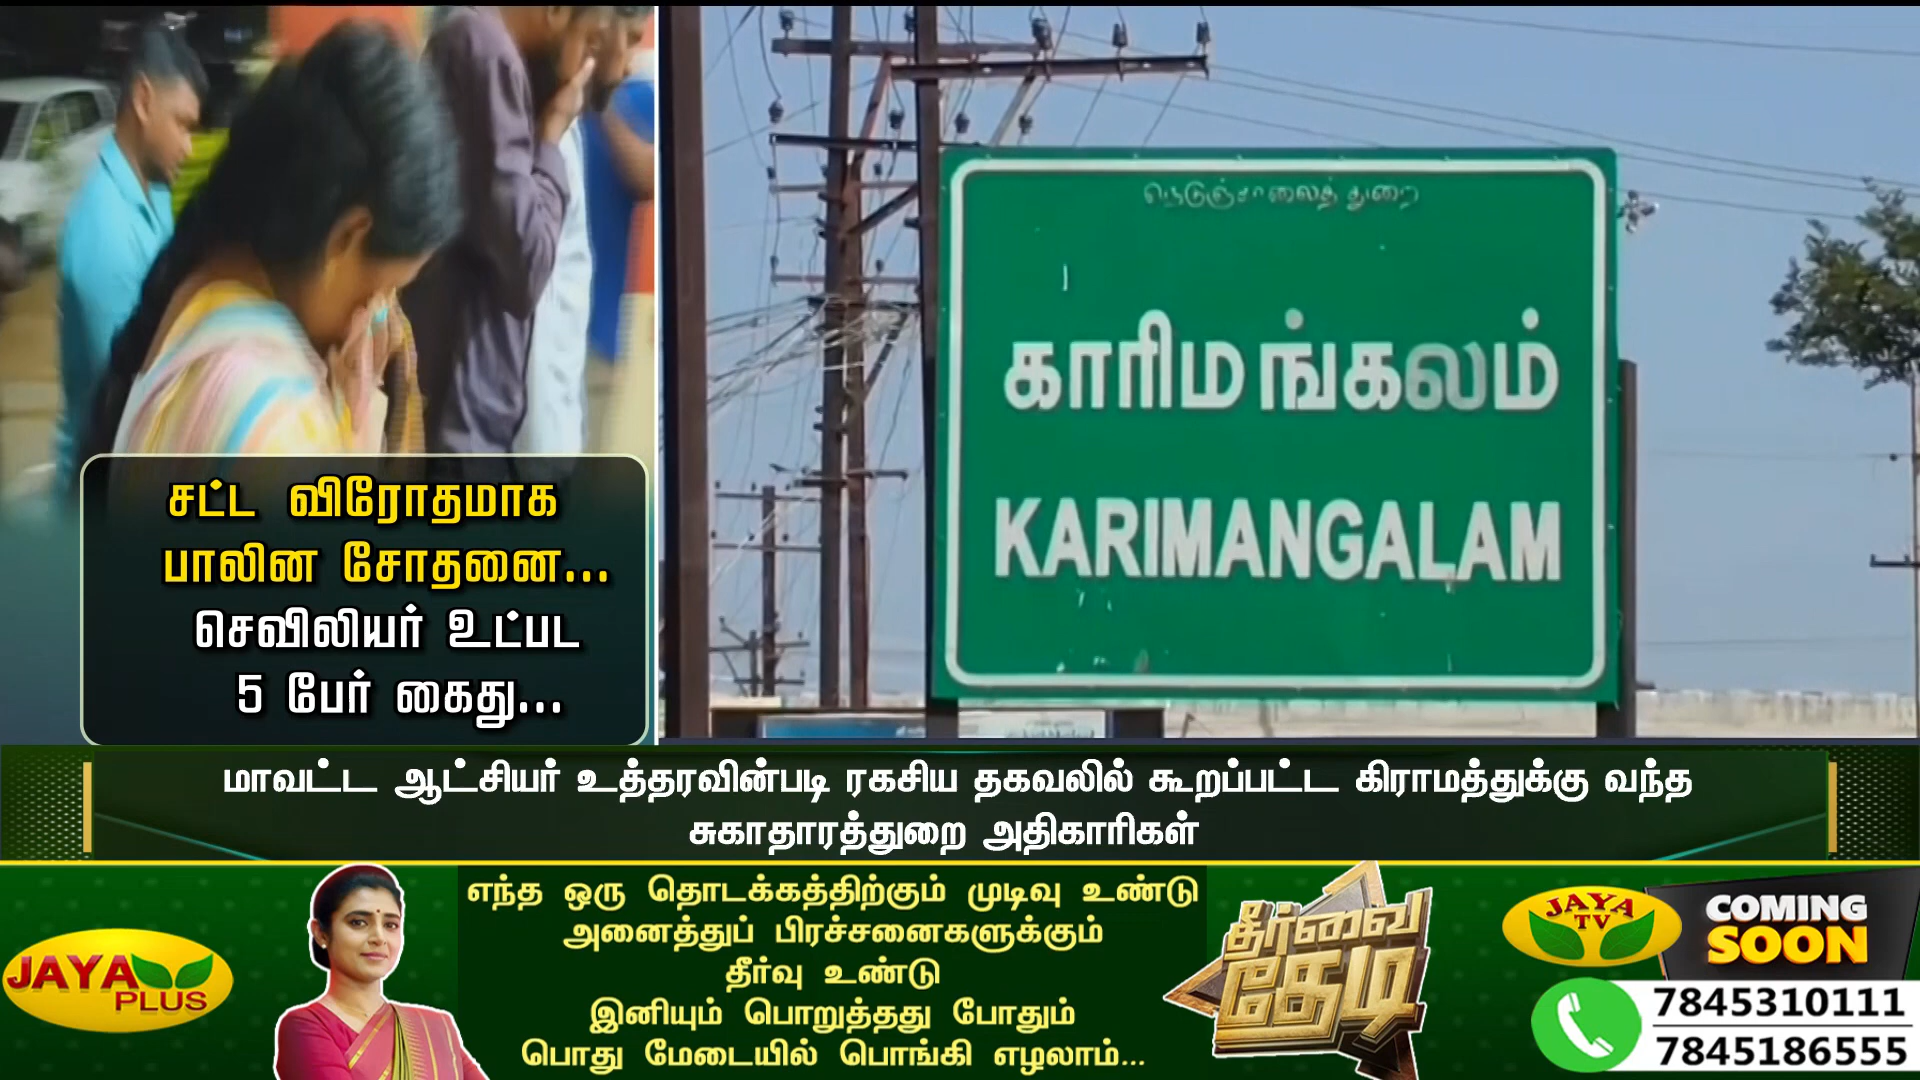 நெடுஞ்சாலைத் துறை
காரிமங்கலம்
KARIMANGALAM
சட்ட விரோதமாக
பாலின சோதனை...
செவிலியர் உட்பட
5 பேர் கைது...
மாவட்ட ஆட்சியர் உத்தரவின்படி ரகசிய தகவலில் கூறப்பட்ட கிராமத்துக்கு வந்த
சுகாதாரத்துறை அதிகாரிகள்
JAYA
PLUS
எந்த ஒரு தொடக்கத்திற்கும் முடிவு உண்டு
அனைத்துப் பிரச்சனைகளுக்கும்
தீர்வு உண்டு
இனியும் பொறுத்தது போதும்
பொது மேடையில் பொங்கி எழலாம்...
தீர்வை
தேடி
JAYA
TV
COMING
SOON
7845310111
7845186555